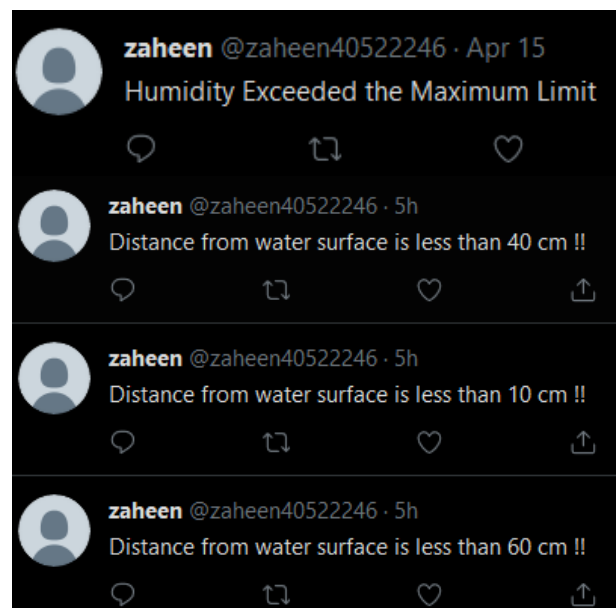 zaheen @zaheen40522246 · Apr 15
Humidity Exceeded the Maximum Limit
zaheen @zaheen40522246 · 5h
Distance from water surface is less than 40 cm !!
zaheen @zaheen40522246 · 5h
Distance from water surface is less than 10 cm !!
zaheen @zaheen40522246 · 5h
Distance from water surface is less than 60 cm !!